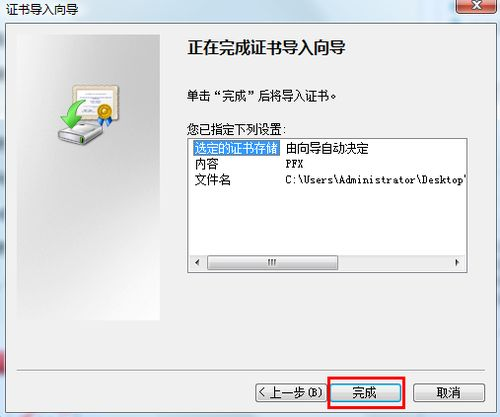 证书导入向导
正在完成证书导入向导
单击“完成”后将导入证书。
您已指定下列设置:
选定的证书存储 由向导自动决定
内容 PFX
文件名 C:\Users\Administrator\Desktop\
< 上一步(B) 完成 取消